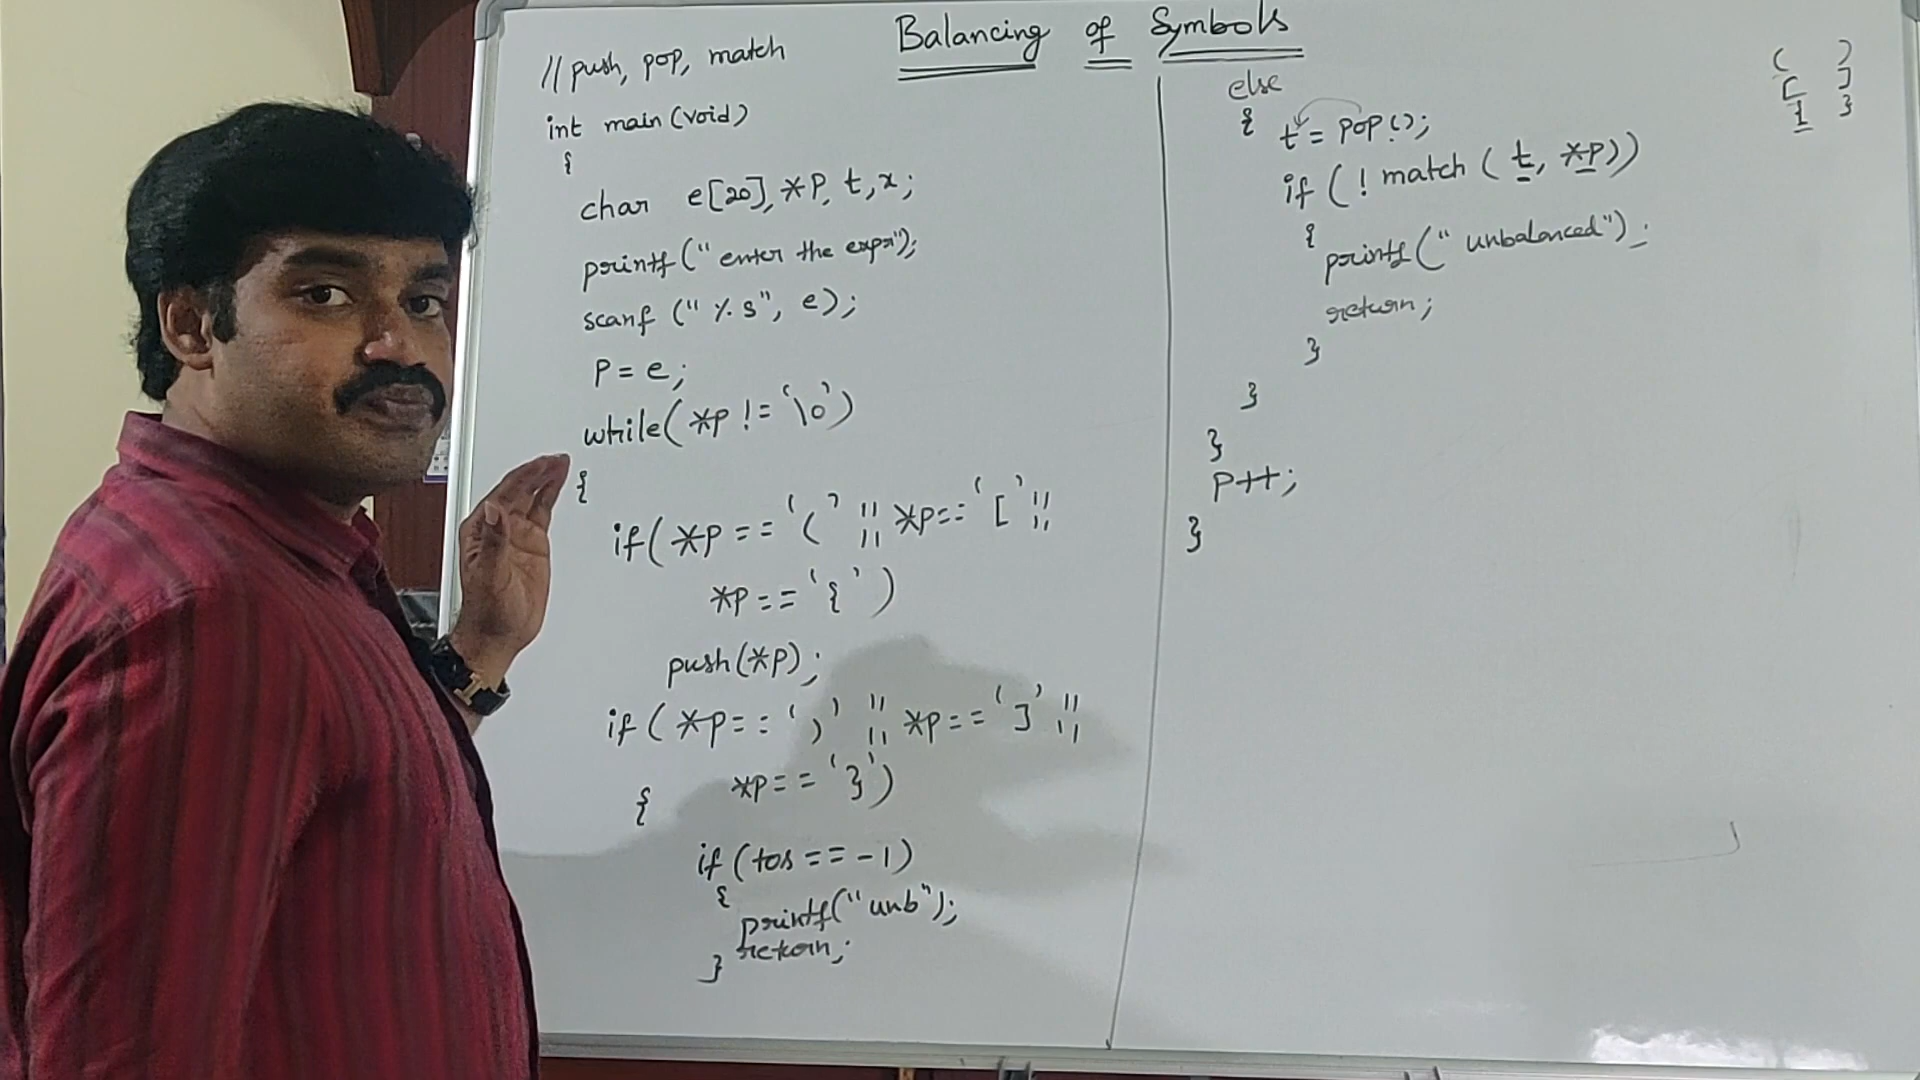 Balancing of Symbols
//push, pop, match
int main(void)
{
char e[20], *P, t, x;
printf("enter the expr");
scanf ("%s", e);
P = e;
while(*p != '\0')
{
if(*p == '(' || *p == '[' ||
*p == '{' )
push(*p);
if(*p == ')' || *p == ']' ||
*p == '}')
{
if (tos == -1)
{
printf("unb");
return;
}
else
{
t = pop();
if ( ! match ( t, *p))
{
printf(" unbalanced");
return;
}
}
}
p++;
}
( )
[ ]
{ }